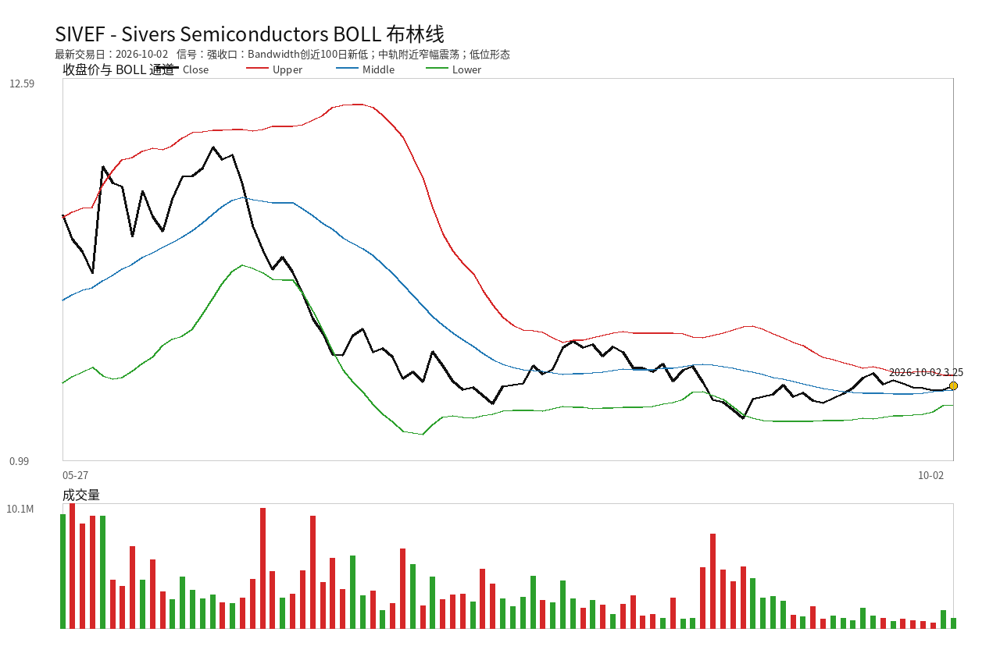 SIVEF - Sivers Semiconductors BOLL 布林线
最新交易日：2026-10-02 信号：强收口：Bandwidth创近100日新低；中轨附近窄幅震荡；低位形态
收盘价与 BOLL 通道 Close Upper Middle Lower
12.59
2026-10-02 3.25
0.99
05-27 10-02
成交量
10.1M